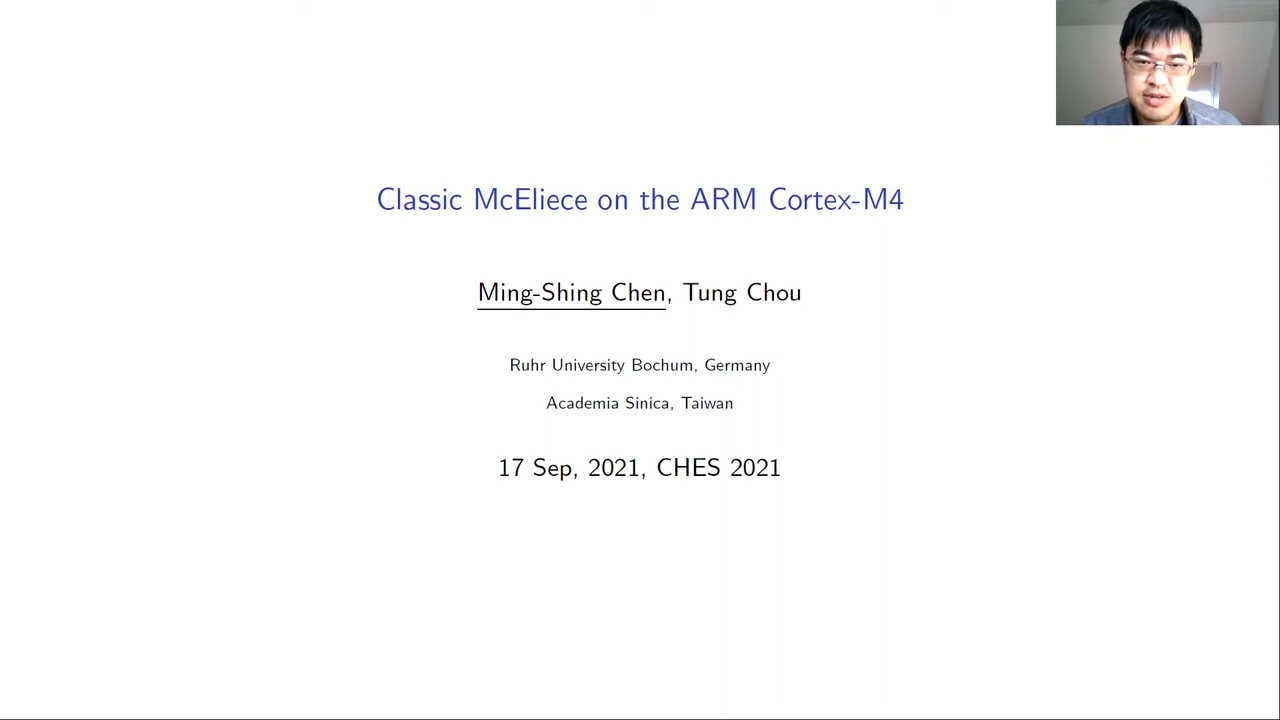 Classic McEliece on the ARM Cortex-M4
Ming-Shing Chen, Tung Chou
Ruhr University Bochum, Germany
Academia Sinica, Taiwan
17 Sep, 2021, CHES 2021